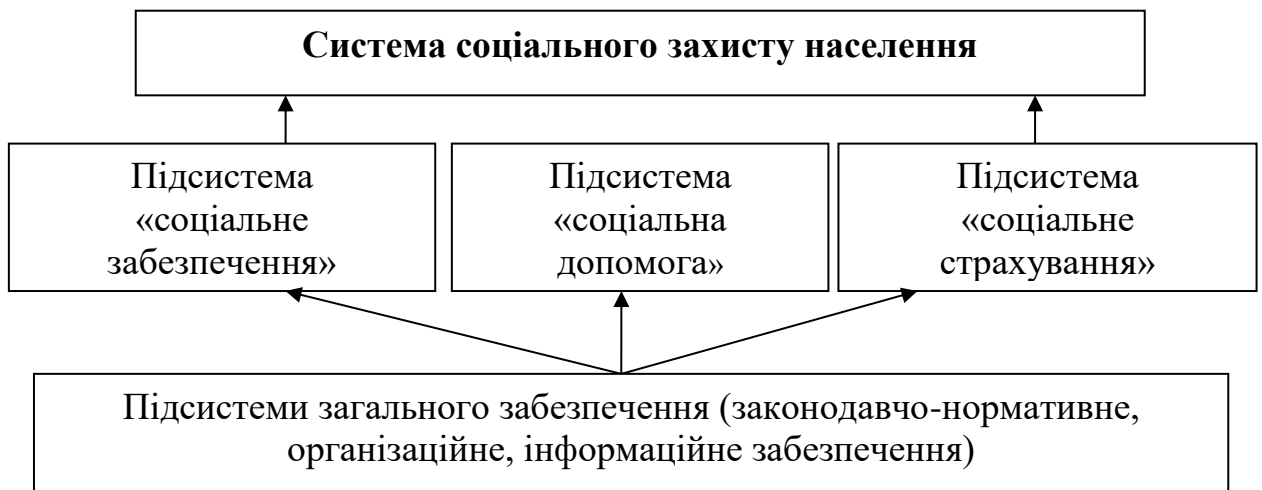 Система соціального захисту населення
Підсистема
«соціальне
забезпечення»
Підсистема
«соціальна
допомога»
Підсистема
«соціальне
страхування»
Підсистеми загального забезпечення (законодавчо-нормативне,
організаційне, інформаційне забезпечення)